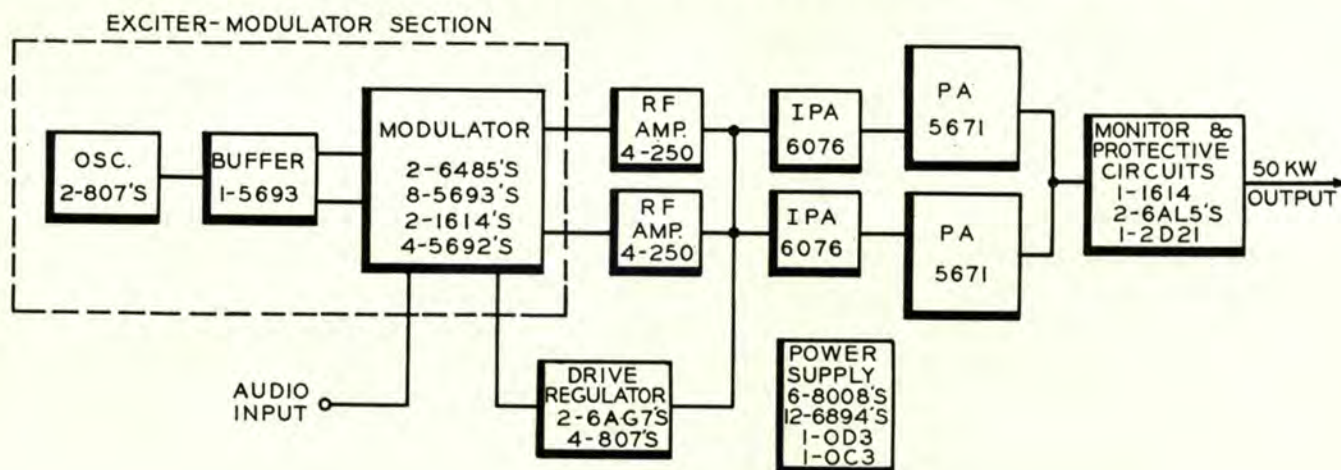 EXCITER-MODULATOR SECTION
OSC.
2-807'S
BUFFER
1-5693
MODULATOR
2-6485'S
8-5693'S
2-1614'S
4-5692'S
RF
AMP.
4-250
RF
AMP.
4-250
IPA
6076
IPA
6076
PA
5671
PA
5671
MONITOR &
PROTECTIVE
CIRCUITS
1-1614
2-6AL5'S
1-2D21
50 KW
OUTPUT
AUDIO
INPUT
DRIVE
REGULATOR
2-6AG7'S
4-807'S
POWER
SUPPLY
6-8008'S
12-6894'S
1-OD3
1-OC3